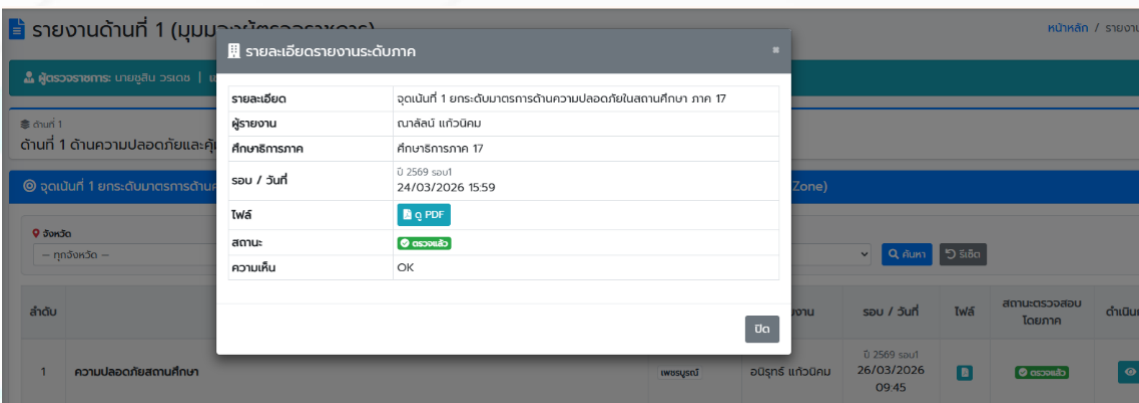 รายงานด้านที่ 1 (มุมมองผู้ตรวจราชการ)
หน้าหลัก / รายงาน
รายละเอียดรายงานระดับภาค
ผู้ตรวจราชการ: นายชูสิน วรเดช |
รายละเอียด จุดเน้นที่ 1 ยกระดับมาตรการด้านความปลอดภัยในสถานศึกษา ภาค 17
ผู้รายงาน ณาลัลน์ แก้วนิคม
ศึกษาธิการภาค ศึกษาธิการภาค 17
รอบ / วันที่ ปี 2569 รอบ1
24/03/2026 15:59
ไฟล์ ดู PDF
สถานะ ตรวจแล้ว
ความเห็น OK
ปิด
ด้านที่ 1
ด้านที่ 1 ด้านความปลอดภัยและคุ้
จุดเน้นที่ 1 ยกระดับมาตรการด้าน
Zone)
จังหวัด
— ทุกจังหวัด —
ค้นหา รีเซ็ต
ลำดับ งาน รอบ / วันที่ ไฟล์ สถานะตรวจสอบ
โดยภาค
ดำเนิน
1 ความปลอดภัยสถานศึกษา เพชรบูรณ์ อนิรุทธ์ แก้วนิคม ปี 2569 รอบ1
26/03/2026
09:45
ตรวจแล้ว